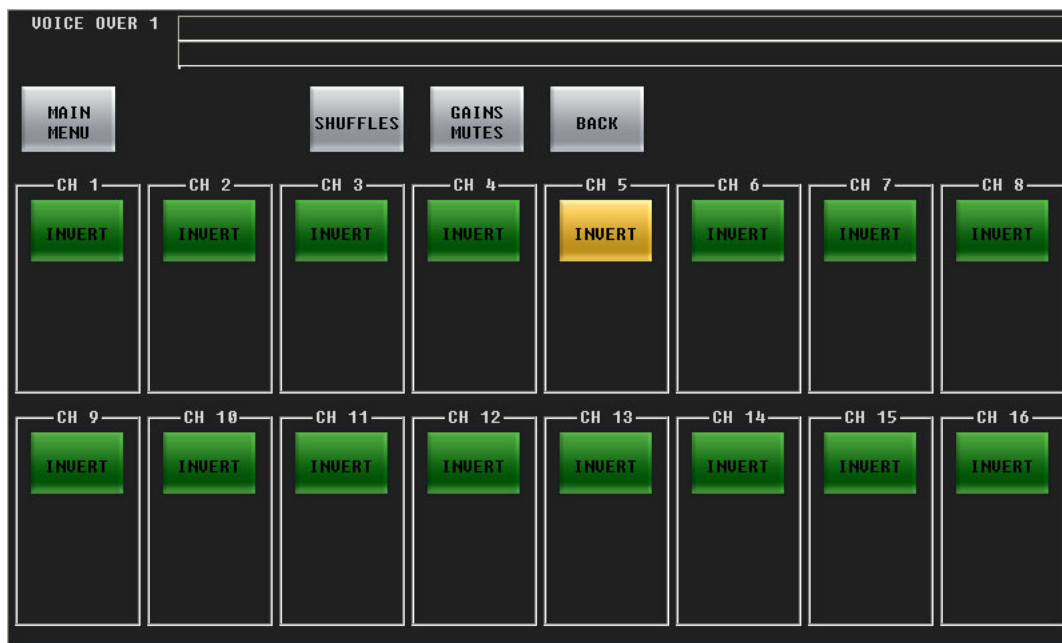 VOICE OVER 1
MAIN
MENU
SHUFFLES
GAINS
MUTES
BACK
CH 1 CH 2 CH 3 CH 4 CH 5 CH 6 CH 7 CH 8
INVERT INVERT INVERT INVERT INVERT INVERT INVERT INVERT
CH 9 CH 10 CH 11 CH 12 CH 13 CH 14 CH 15 CH 16
INVERT INVERT INVERT INVERT INVERT INVERT INVERT INVERT